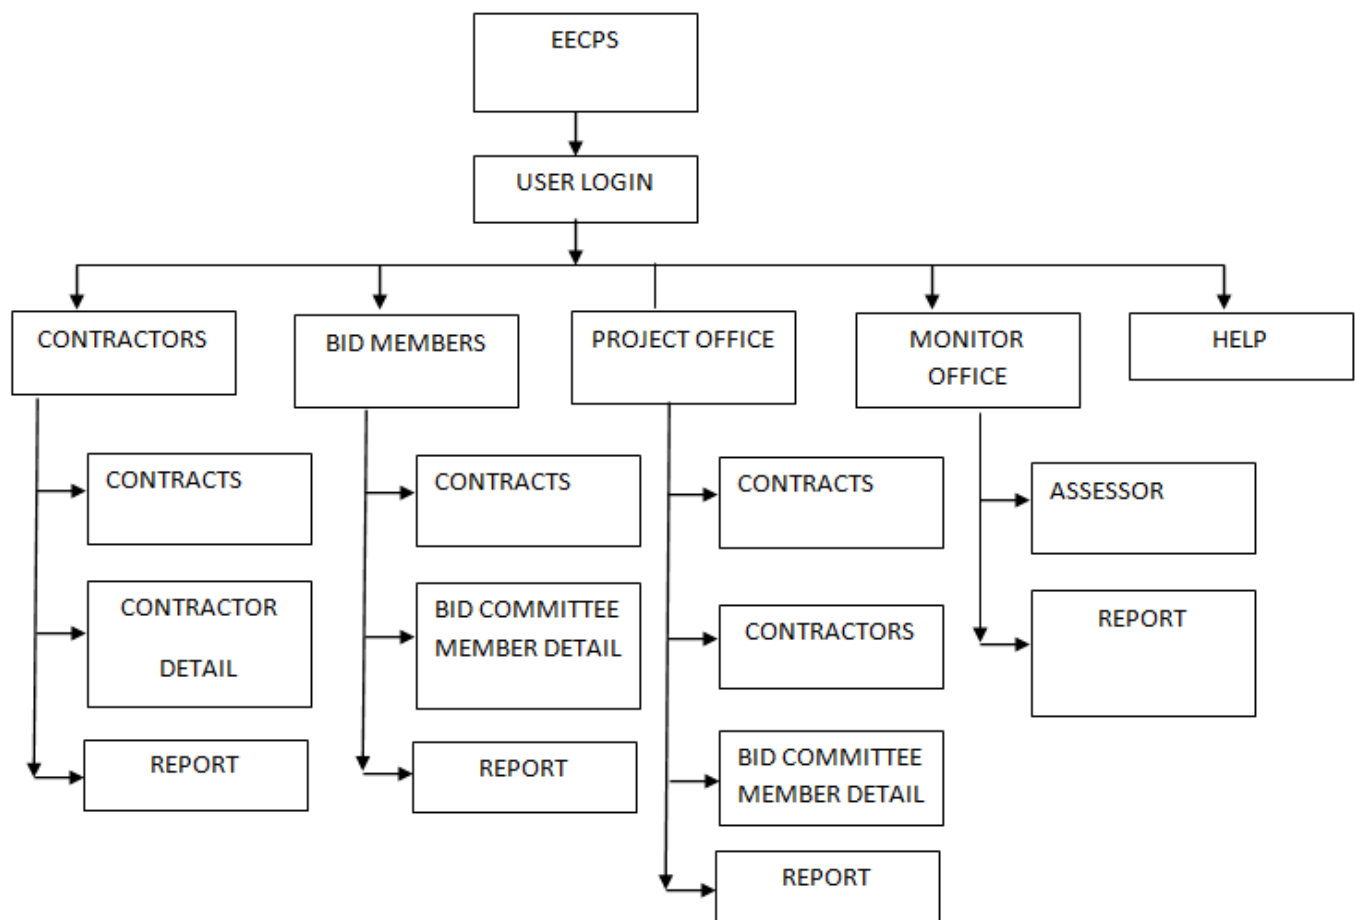 EECPS
USER LOGIN
CONTRACTORS
BID MEMBERS
PROJECT OFFICE
MONITOR
OFFICE
HELP
CONTRACTS
CONTRACTS
CONTRACTS
ASSESSOR
CONTRACTOR
DETAIL
BID COMMITTEE
MEMBER DETAIL
CONTRACTORS
REPORT
REPORT
REPORT
BID COMMITTEE
MEMBER DETAIL
REPORT